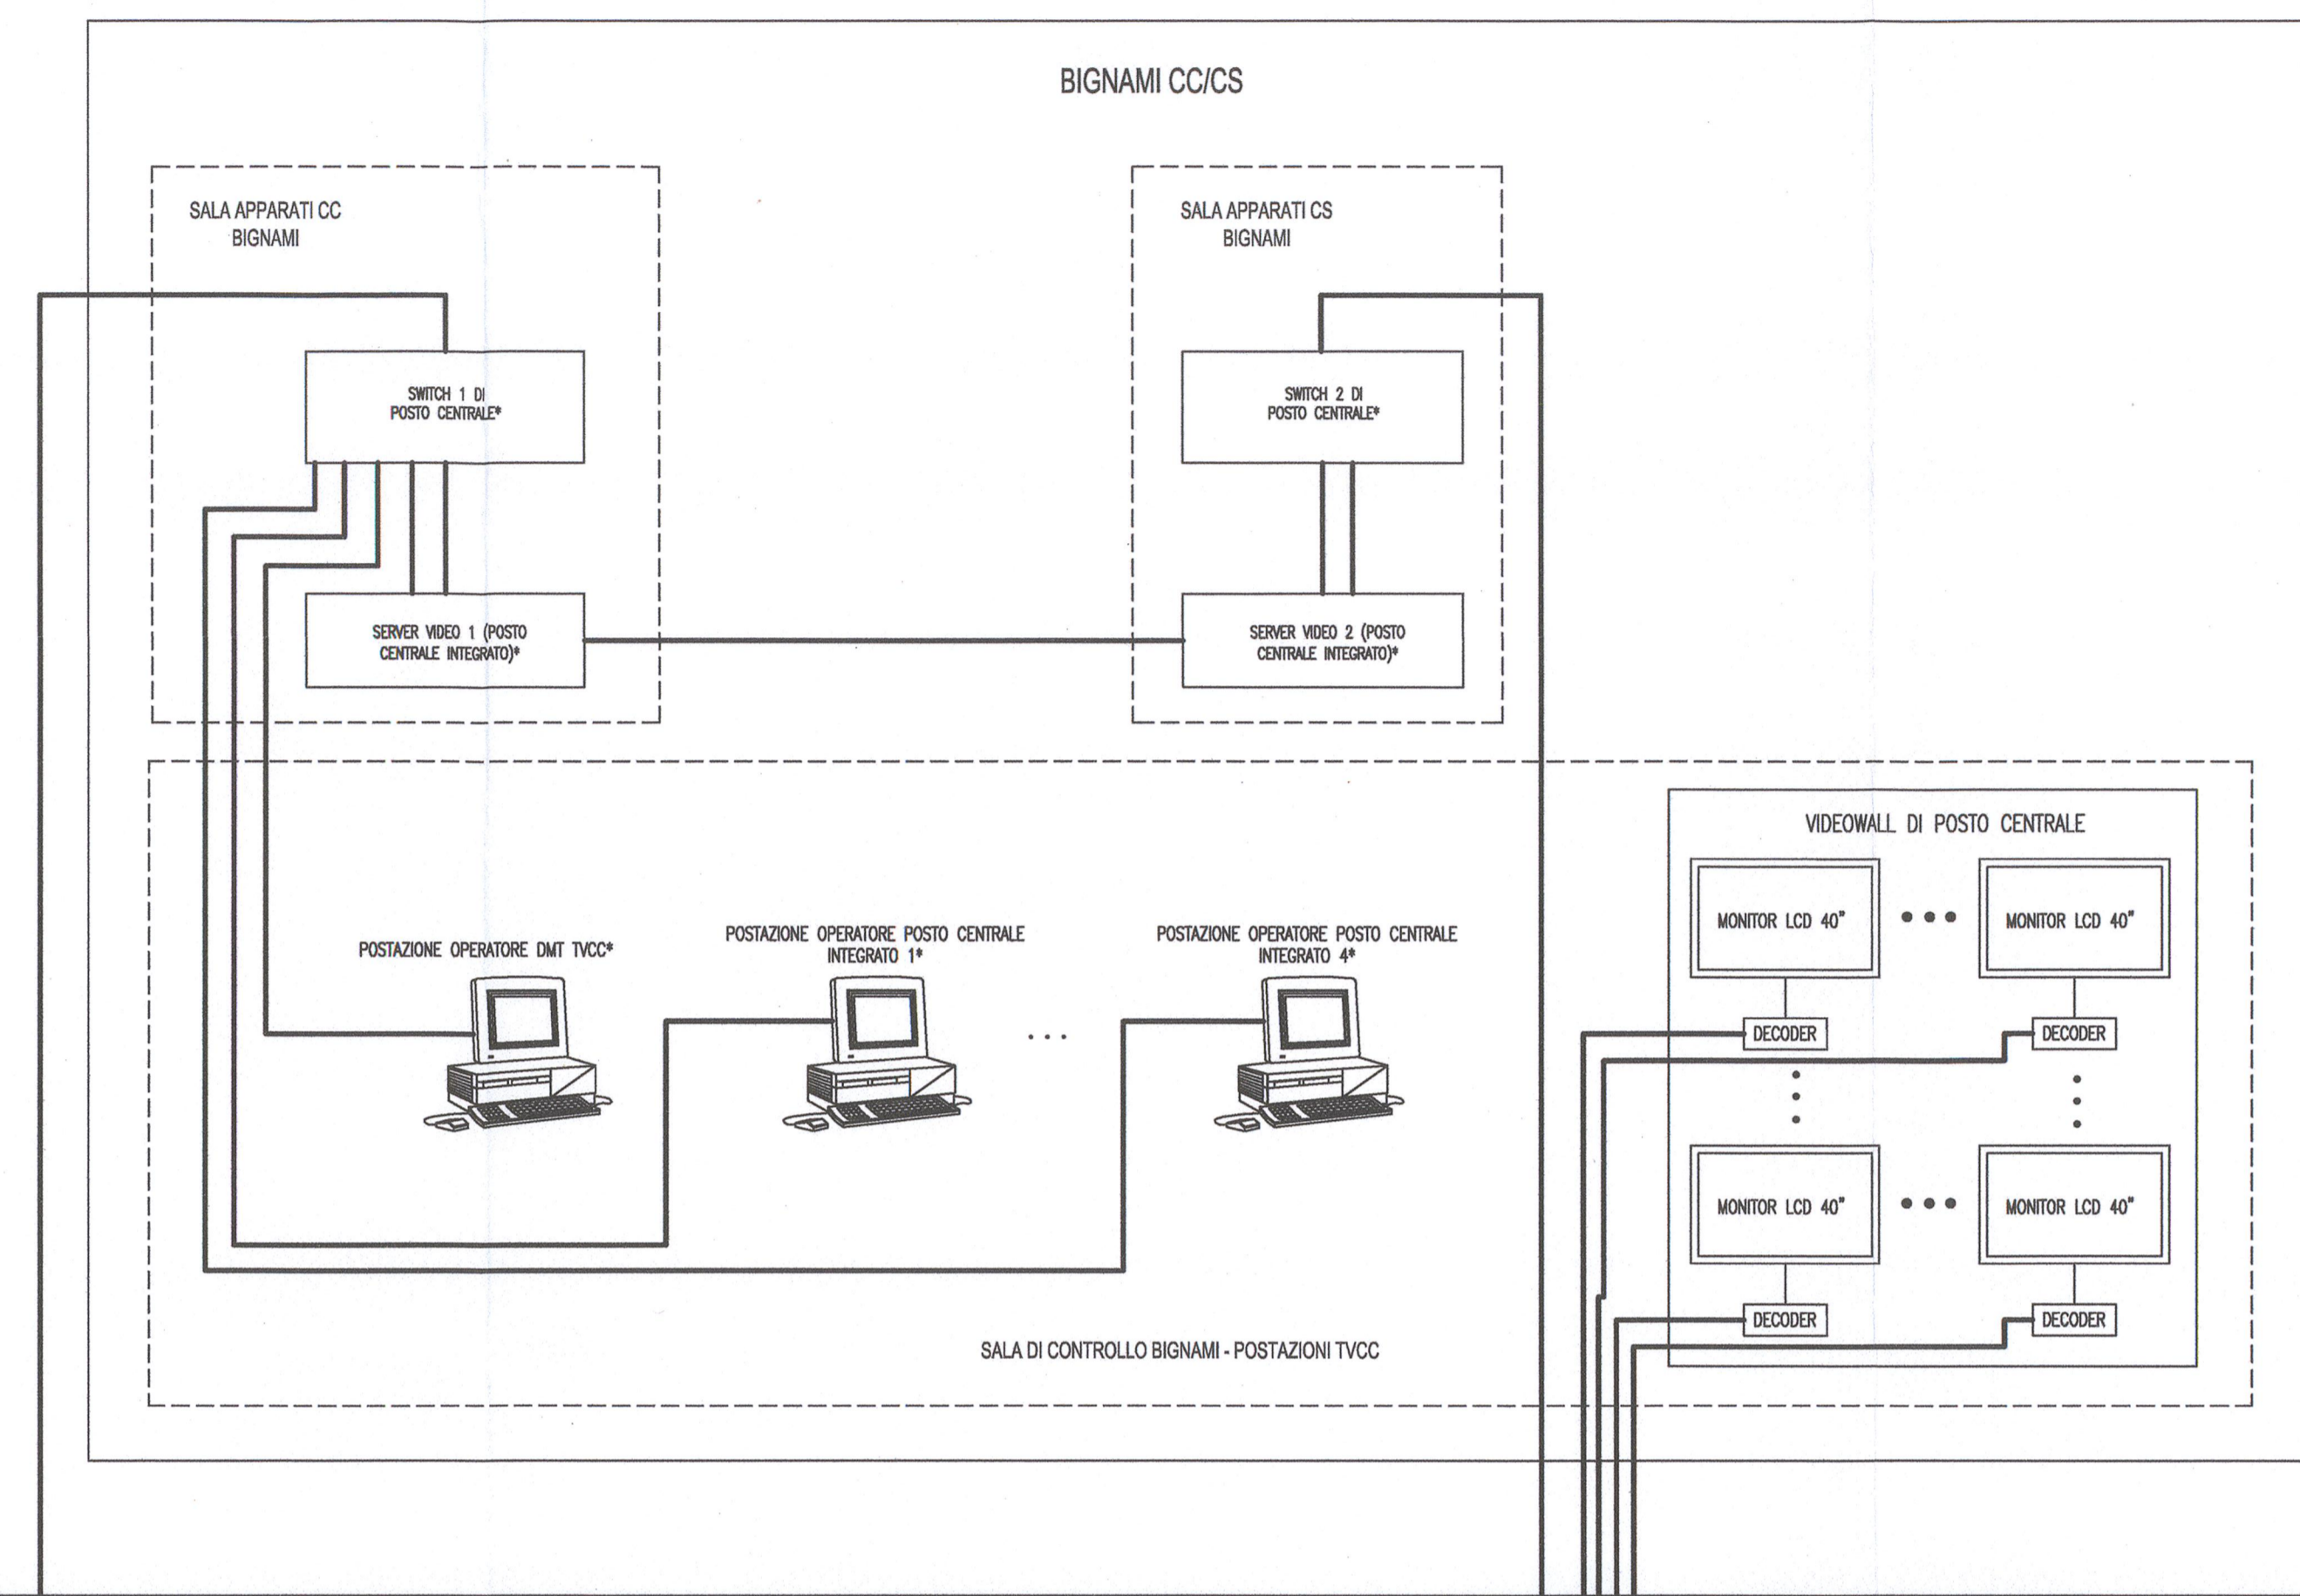 BIGNAMI CC/CS
SALA APPARATI CC
BIGNAMI
SALA APPARATI CS
BIGNAMI
SWITCH 1 DI
POSTO CENTRALE*
SWITCH 2 DI
POSTO CENTRALE*
SERVER VIDEO 1 (POSTO
CENTRALE INTEGRATO)*
SERVER VIDEO 2 (POSTO
CENTRALE INTEGRATO)*
VIDEOWALL DI POSTO CENTRALE
MONITOR LCD 40"
MONITOR LCD 40"
POSTAZIONE OPERATORE DMT TVCC*
POSTAZIONE OPERATORE POSTO CENTRALE
INTEGRATO 1*
...
POSTAZIONE OPERATORE POSTO CENTRALE
INTEGRATO 4*
DECODER
DECODER
MONITOR LCD 40"
MONITOR LCD 40"
DECODER
DECODER
SALA DI CONTROLLO BIGNAMI - POSTAZIONI TVCC